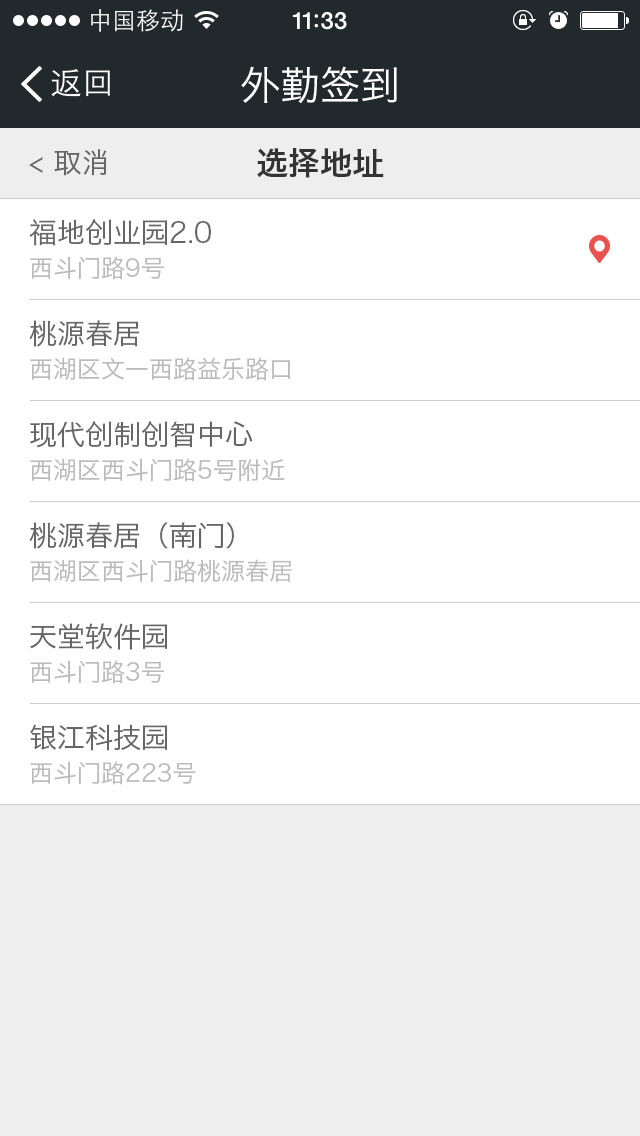 中国移动 11:33
返回 外勤签到
< 取消 选择地址
福地创业园2.0
西斗门路9号
桃源春居
西湖区文一西路益乐路口
现代创制创智中心
西湖区西斗门路5号附近
桃源春居（南门）
西湖区西斗门路桃源春居
天堂软件园
西斗门路3号
银江科技园
西斗门路223号